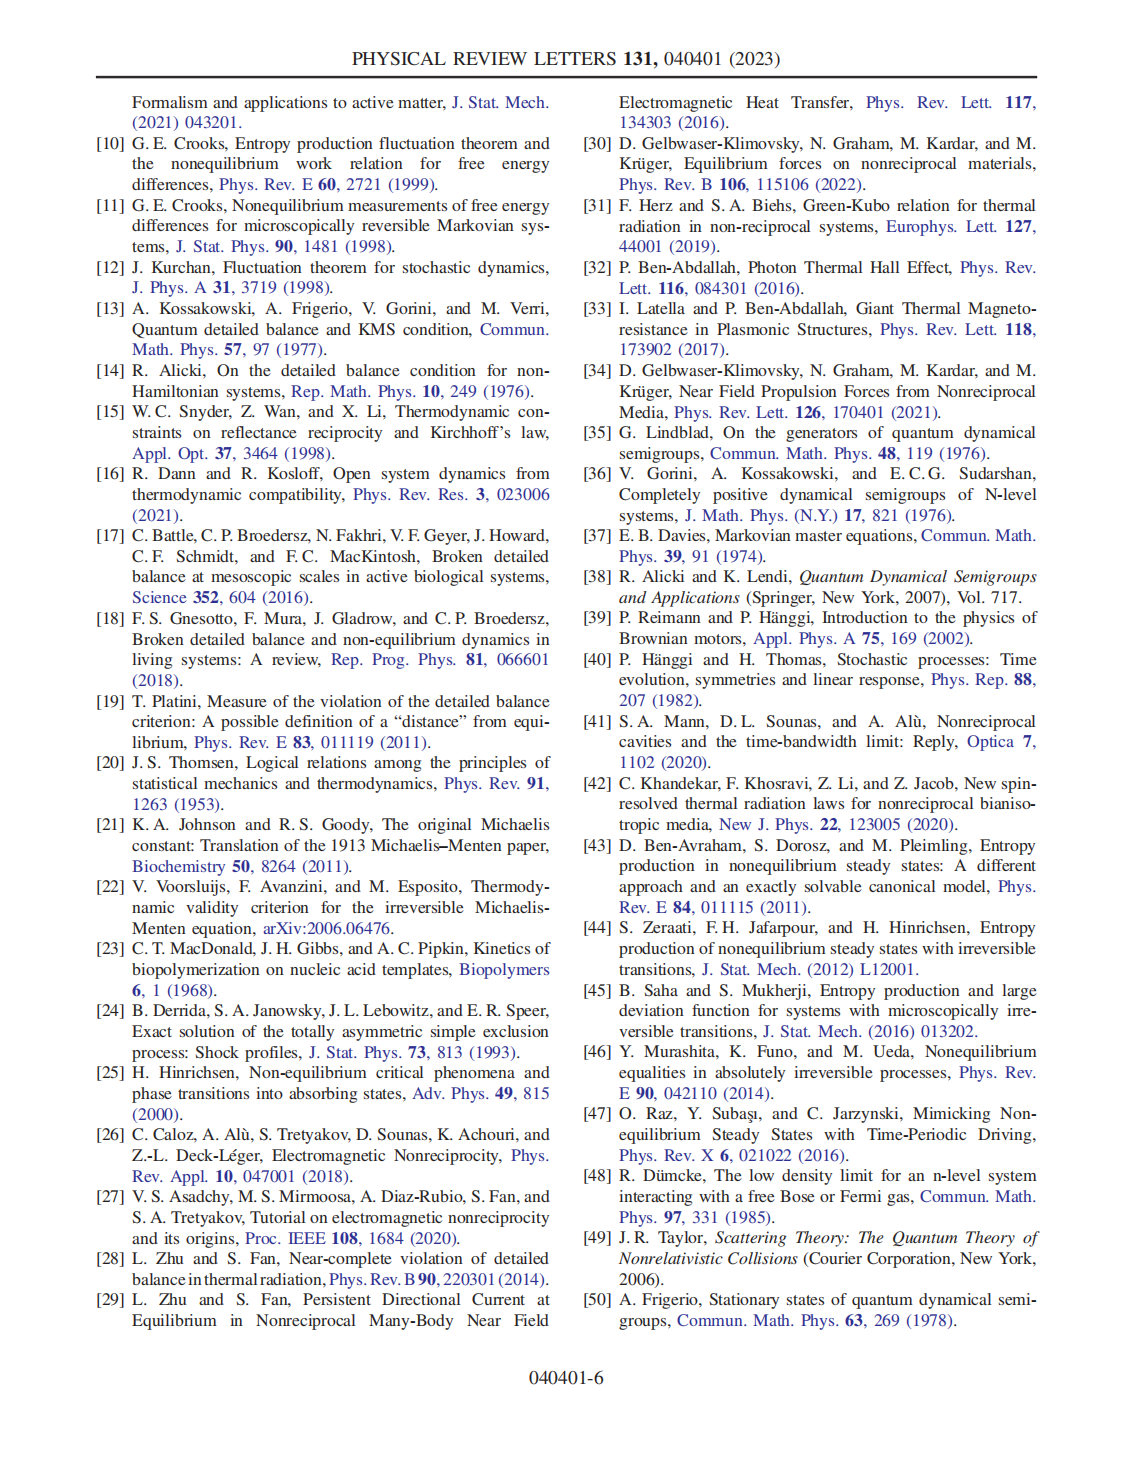 PHYSICAL REVIEW LETTERS 131, 040401 (2023)
Formalism and applications to active matter, J. Stat. Mech.
(2021) 043201.
[10] G. E. Crooks, Entropy production fluctuation theorem and
the nonequilibrium work relation for free energy
differences, Phys. Rev. E 60, 2721 (1999).
[11] G. E. Crooks, Nonequilibrium measurements of free energy
differences for microscopically reversible Markovian sys-
tems, J. Stat. Phys. 90, 1481 (1998).
[12] J. Kurchan, Fluctuation theorem for stochastic dynamics,
J. Phys. A 31, 3719 (1998).
[13] A. Kossakowski, A. Frigerio, V. Gorini, and M. Verri,
Quantum detailed balance and KMS condition, Commun.
Math. Phys. 57, 97 (1977).
[14] R. Alicki, On the detailed balance condition for non-
Hamiltonian systems, Rep. Math. Phys. 10, 249 (1976).
[15] W. C. Snyder, Z. Wan, and X. Li, Thermodynamic con-
straints on reflectance reciprocity and Kirchhoff's law,
Appl. Opt. 37, 3464 (1998).
[16] R. Dann and R. Kosloff, Open system dynamics from
thermodynamic compatibility, Phys. Rev. Res. 3, 023006
(2021).
[17] C. Battle, C. P. Broedersz, N. Fakhri, V. F. Geyer, J. Howard,
C. F. Schmidt, and F. C. MacKintosh, Broken detailed
balance at mesoscopic scales in active biological systems,
Science 352, 604 (2016).
[18] F. S. Gnesotto, F. Mura, J. Gladrow, and C. P. Broedersz,
Broken detailed balance and non-equilibrium dynamics in
living systems: A review, Rep. Prog. Phys. 81, 066601
(2018).
[19] T. Platini, Measure of the violation of the detailed balance
criterion: A possible definition of a “distance” from equi-
librium, Phys. Rev. E 83, 011119 (2011).
[20] J. S. Thomsen, Logical relations among the principles of
statistical mechanics and thermodynamics, Phys. Rev. 91,
1263 (1953).
[21] K. A. Johnson and R. S. Goody, The original Michaelis
constant: Translation of the 1913 Michaelis–Menten paper,
Biochemistry 50, 8264 (2011).
[22] V. Voorsluijs, F. Avanzini, and M. Esposito, Thermody-
namic validity criterion for the irreversible Michaelis-
Menten equation, arXiv:2006.06476.
[23] C. T. MacDonald, J. H. Gibbs, and A. C. Pipkin, Kinetics of
biopolymerization on nucleic acid templates, Biopolymers
6, 1 (1968).
[24] B. Derrida, S. A. Janowsky, J. L. Lebowitz, and E. R. Speer,
Exact solution of the totally asymmetric simple exclusion
process: Shock profiles, J. Stat. Phys. 73, 813 (1993).
[25] H. Hinrichsen, Non-equilibrium critical phenomena and
phase transitions into absorbing states, Adv. Phys. 49, 815
(2000).
[26] C. Caloz, A. Alù, S. Tretyakov, D. Sounas, K. Achouri, and
Z.-L. Deck-Léger, Electromagnetic Nonreciprocity, Phys.
Rev. Appl. 10, 047001 (2018).
[27] V. S. Asadchy, M. S. Mirmoosa, A. Diaz-Rubio, S. Fan, and
S. A. Tretyakov, Tutorial on electromagnetic nonreciprocity
and its origins, Proc. IEEE 108, 1684 (2020).
[28] L. Zhu and S. Fan, Near-complete violation of detailed
balance in thermal radiation, Phys. Rev. B 90, 220301 (2014).
[29] L. Zhu and S. Fan, Persistent Directional Current at
Equilibrium in Nonreciprocal Many-Body Near Field
Electromagnetic Heat Transfer, Phys. Rev. Lett. 117,
134303 (2016).
[30] D. Gelbwaser-Klimovsky, N. Graham, M. Kardar, and M.
Krüger, Equilibrium forces on nonreciprocal materials,
Phys. Rev. B 106, 115106 (2022).
[31] F. Herz and S. A. Biehs, Green-Kubo relation for thermal
radiation in non-reciprocal systems, Europhys. Lett. 127,
44001 (2019).
[32] P. Ben-Abdallah, Photon Thermal Hall Effect, Phys. Rev.
Lett. 116, 084301 (2016).
[33] I. Latella and P. Ben-Abdallah, Giant Thermal Magneto-
resistance in Plasmonic Structures, Phys. Rev. Lett. 118,
173902 (2017).
[34] D. Gelbwaser-Klimovsky, N. Graham, M. Kardar, and M.
Krüger, Near Field Propulsion Forces from Nonreciprocal
Media, Phys. Rev. Lett. 126, 170401 (2021).
[35] G. Lindblad, On the generators of quantum dynamical
semigroups, Commun. Math. Phys. 48, 119 (1976).
[36] V. Gorini, A. Kossakowski, and E. C. G. Sudarshan,
Completely positive dynamical semigroups of N-level
systems, J. Math. Phys. (N.Y.) 17, 821 (1976).
[37] E. B. Davies, Markovian master equations, Commun. Math.
Phys. 39, 91 (1974).
[38] R. Alicki and K. Lendi, Quantum Dynamical Semigroups
and Applications (Springer, New York, 2007), Vol. 717.
[39] P. Reimann and P. Hänggi, Introduction to the physics of
Brownian motors, Appl. Phys. A 75, 169 (2002).
[40] P. Hänggi and H. Thomas, Stochastic processes: Time
evolution, symmetries and linear response, Phys. Rep. 88,
207 (1982).
[41] S. A. Mann, D. L. Sounas, and A. Alù, Nonreciprocal
cavities and the time-bandwidth limit: Reply, Optica 7,
1102 (2020).
[42] C. Khandekar, F. Khosravi, Z. Li, and Z. Jacob, New spin-
resolved thermal radiation laws for nonreciprocal bianiso-
tropic media, New J. Phys. 22, 123005 (2020).
[43] D. Ben-Avraham, S. Dorosz, and M. Pleimling, Entropy
production in nonequilibrium steady states: A different
approach and an exactly solvable canonical model, Phys.
Rev. E 84, 011115 (2011).
[44] S. Zeraati, F. H. Jafarpour, and H. Hinrichsen, Entropy
production of nonequilibrium steady states with irreversible
transitions, J. Stat. Mech. (2012) L12001.
[45] B. Saha and S. Mukherji, Entropy production and large
deviation function for systems with microscopically irre-
versible transitions, J. Stat. Mech. (2016) 013202.
[46] Y. Murashita, K. Funo, and M. Ueda, Nonequilibrium
equalities in absolutely irreversible processes, Phys. Rev.
E 90, 042110 (2014).
[47] O. Raz, Y. Subaşı, and C. Jarzynski, Mimicking Non-
equilibrium Steady States with Time-Periodic Driving,
Phys. Rev. X 6, 021022 (2016).
[48] R. Dümcke, The low density limit for an n-level system
interacting with a free Bose or Fermi gas, Commun. Math.
Phys. 97, 331 (1985).
[49] J. R. Taylor, Scattering Theory: The Quantum Theory of
Nonrelativistic Collisions (Courier Corporation, New York,
2006).
[50] A. Frigerio, Stationary states of quantum dynamical semi-
groups, Commun. Math. Phys. 63, 269 (1978).
040401-6